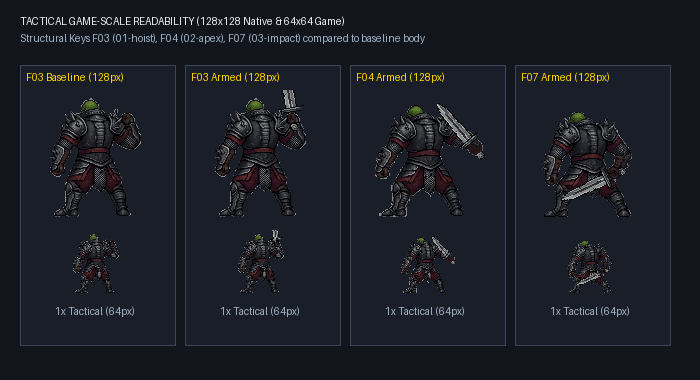 TACTICAL GAME-SCALE READABILITY (128x128 Native & 64x64 Game)
Structural Keys F03 (01-hoist), F04 (02-apex), F07 (03-impact) compared to baseline body
F03 Baseline (128px)
F03 Armed (128px)
F04 Armed (128px)
F07 Armed (128px)
1x Tactical (64px)
1x Tactical (64px)
1x Tactical (64px)
1x Tactical (64px)